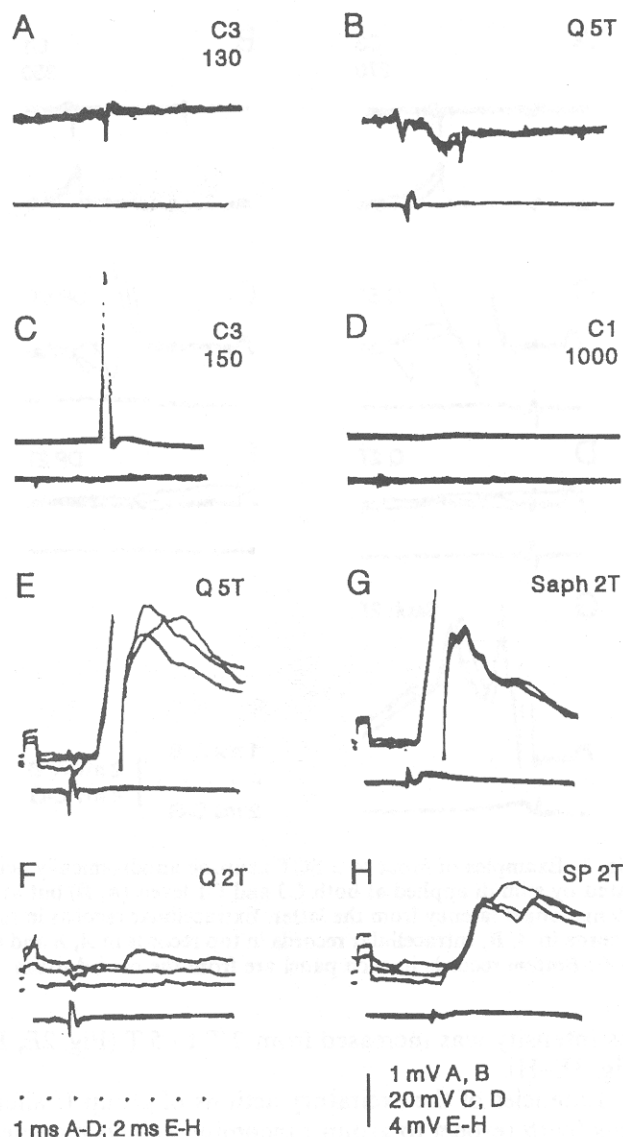 A
C3
130
B
Q 5T
C
C3
150
D
C1
1000
E
Q 5T
G
Saph 2T
F
Q 2T
H
SP 2T
1 ms A-D; 2 ms E-H
1 mV A, B
20 mV C, D
4 mV E-H